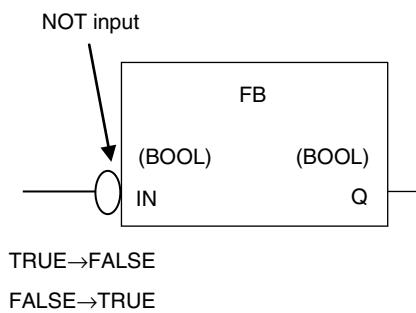 NOT input
FB
(BOOL) (BOOL)
IN Q
TRUE→FALSE
FALSE→TRUE